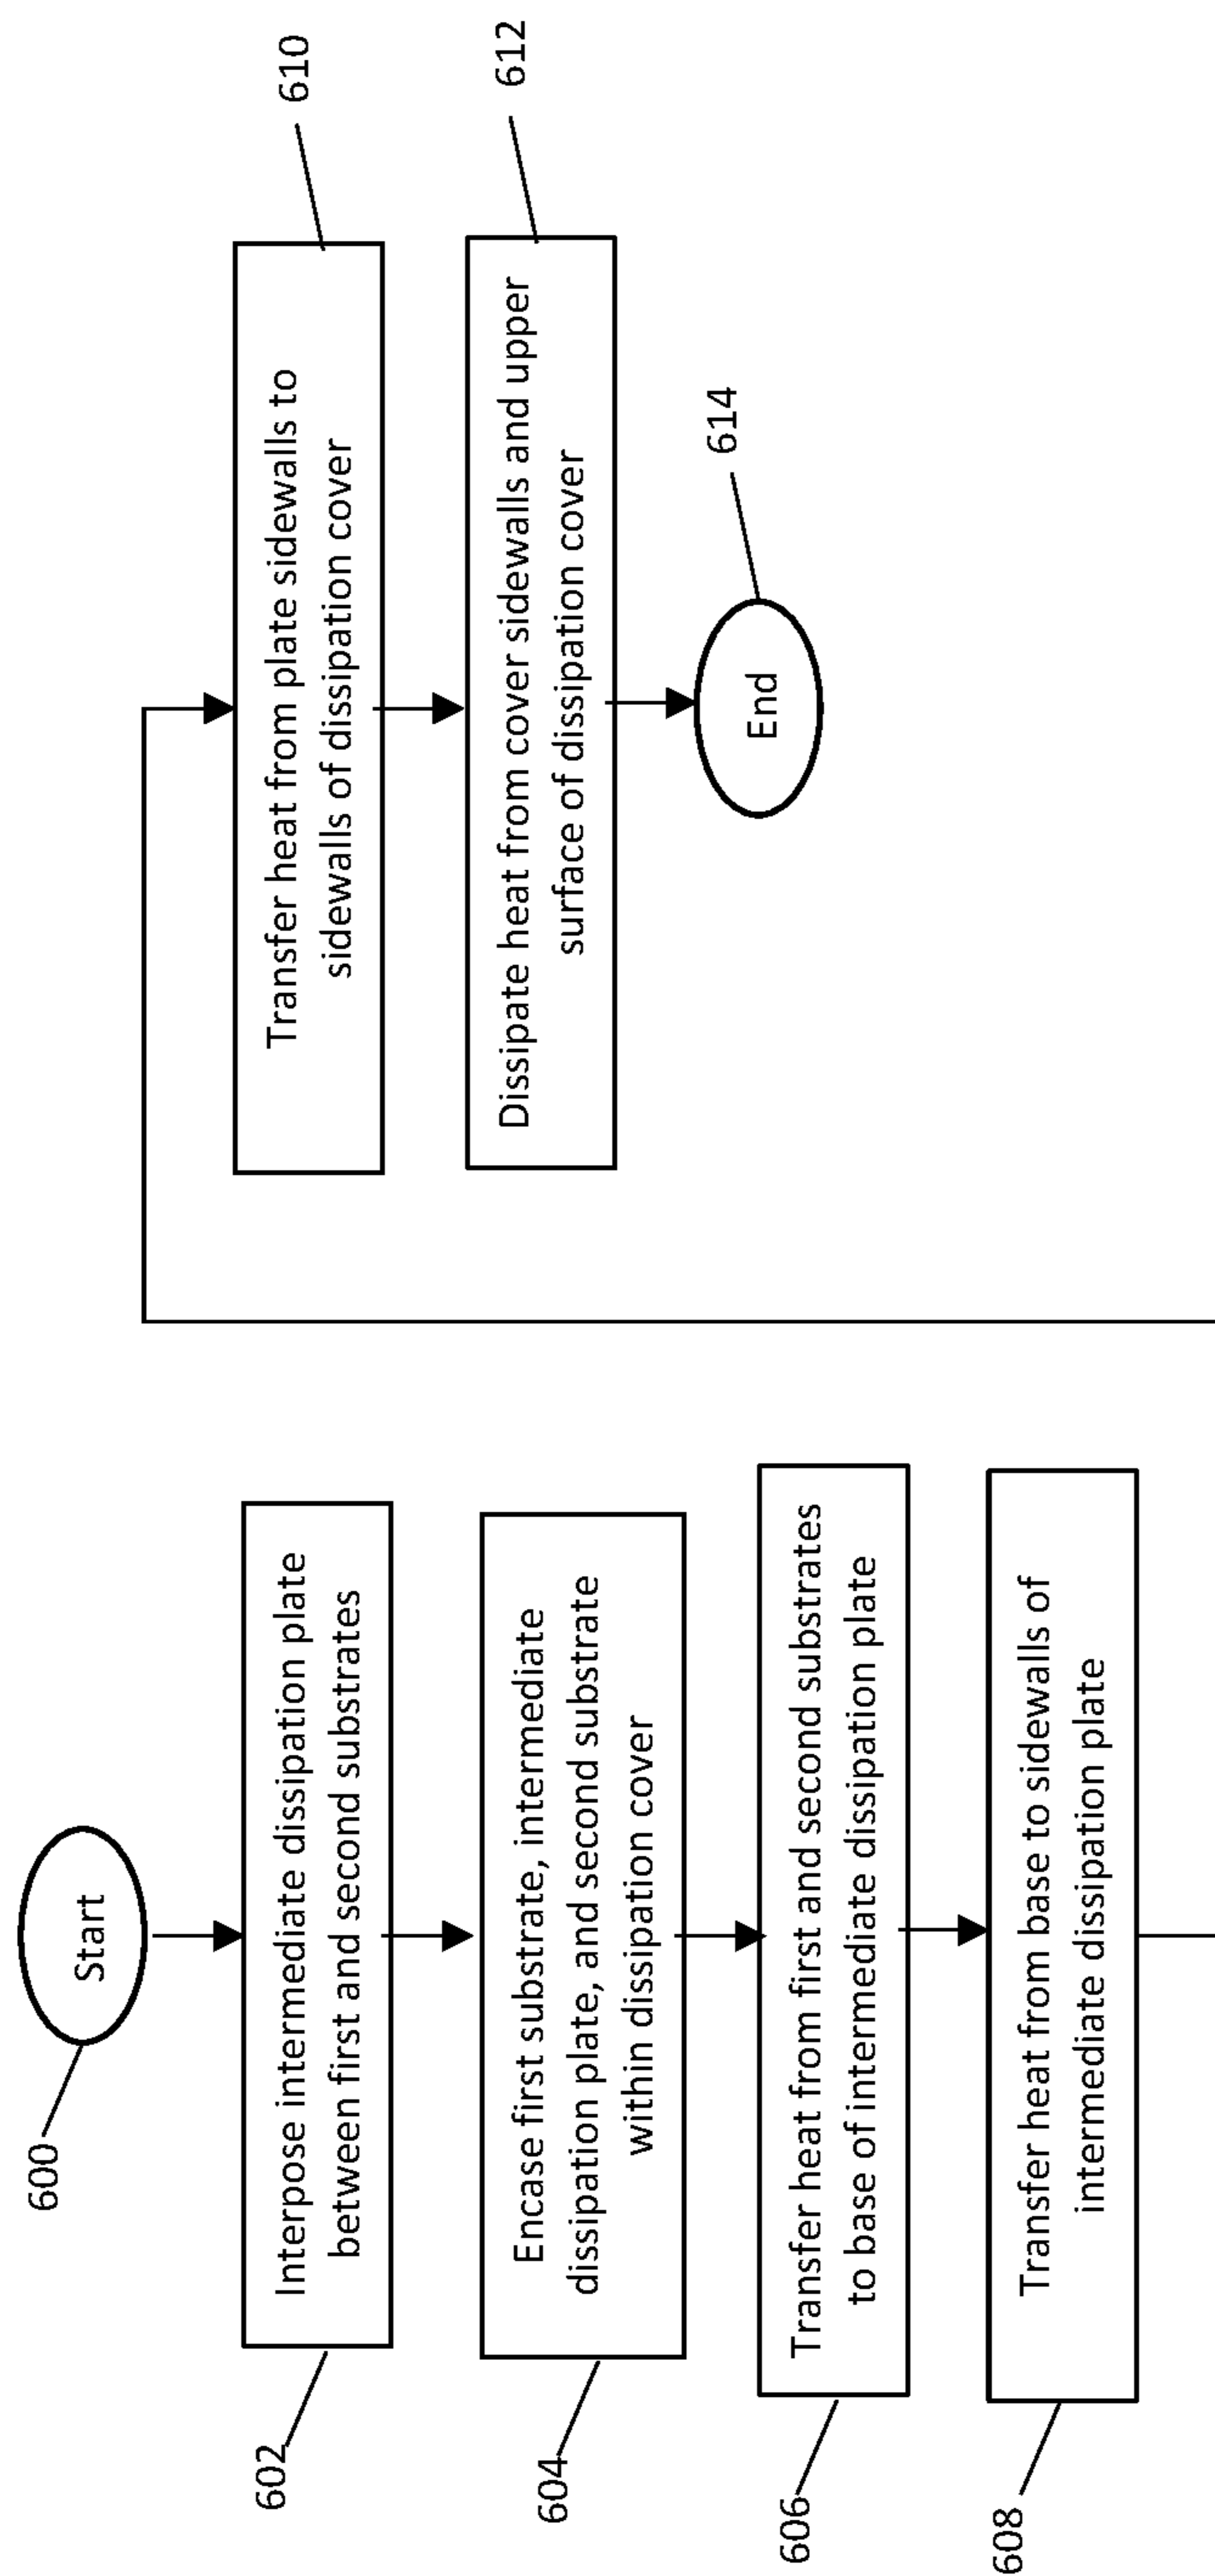 600
Start
602
Interpose intermediate dissipation plate
between first and second substrates
604
Encase first substrate, intermediate
dissipation plate, and second substrate
within dissipation cover
606
Transfer heat from first and second substrates
to base of intermediate dissipation plate
608
Transfer heat from base to sidewalls of
intermediate dissipation plate
610
Transfer heat from plate sidewalls to
sidewalls of dissipation cover
612
Dissipate heat from cover sidewalls and upper
surface of dissipation cover
614
End